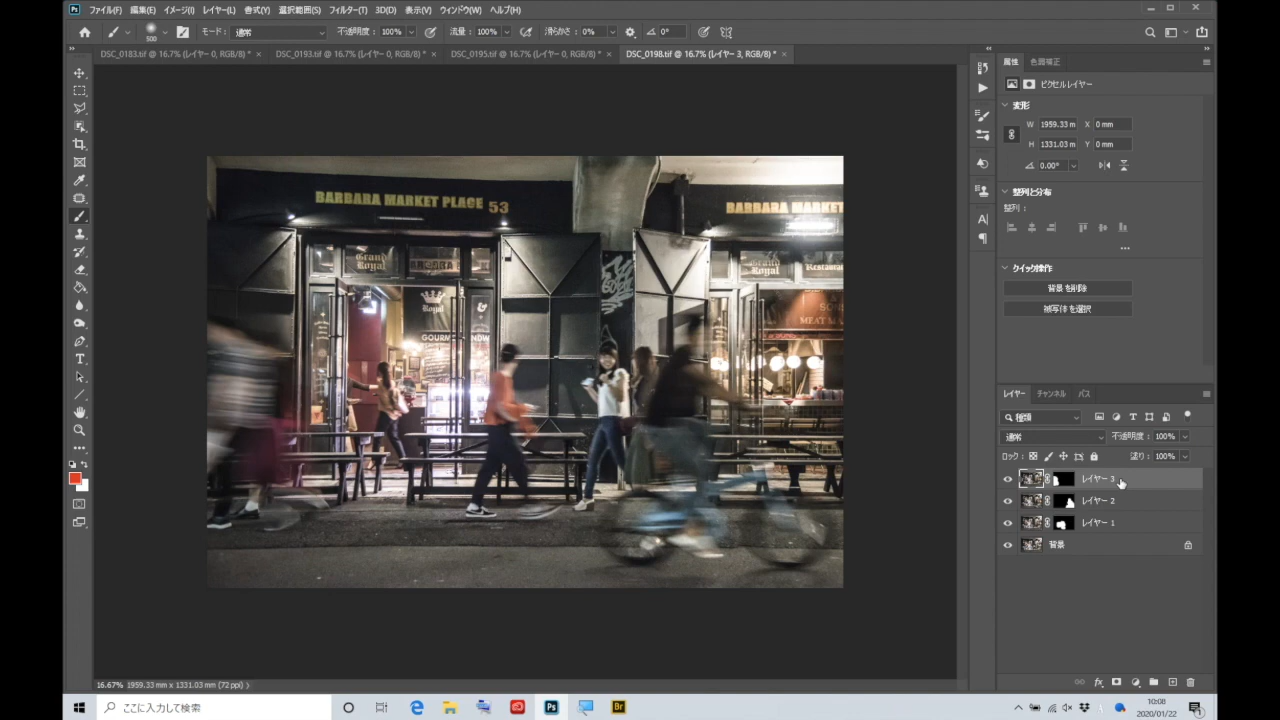 Ps ファイル(F) 編集(E) イメージ(I) レイヤー(L) 書式(Y) 選択範囲(S) フィルター(T) 3D(D) 表示(V) ウィンドウ(W) ヘルプ(H)
500 モード： 通常 不透明度： 100% 流量： 100% 滑らかさ： 0% 0°
DSC_0183.tif @ 16.7% (レイヤー 0, RGB/8) * × DSC_0193.tif @ 16.7% (レイヤー 0, RGB/8) * × DSC_0195.tif @ 16.7% (レイヤー 0, RGB/8) * × DSC_0198.tif @ 16.7% (レイヤー 3, RGB/8) * ×
属性 色調補正
ピクセルレイヤー
変形
W 1959.33 m X 0 mm
H 1331.03 m Y 0 mm
0.00°
整列と分布
整列：
クイック操作
背景を削除
被写体を選択
BARBARA MARKET PLACE 53
BARBARA MARKET
Grand Royal
Grand Royal
Restaurant
Royal
&
GOURM
MEAT MA
レイヤー チャンネル パス
種類
通常 不透明度： 100%
ロック： 塗り： 100%
レイヤー 3
レイヤー 2
レイヤー 1
背景
16.67% 1959.33 mm x 1331.03 mm (72 ppi)
ここに入力して検索
Ps
Br
10:08
2020/01/22
1